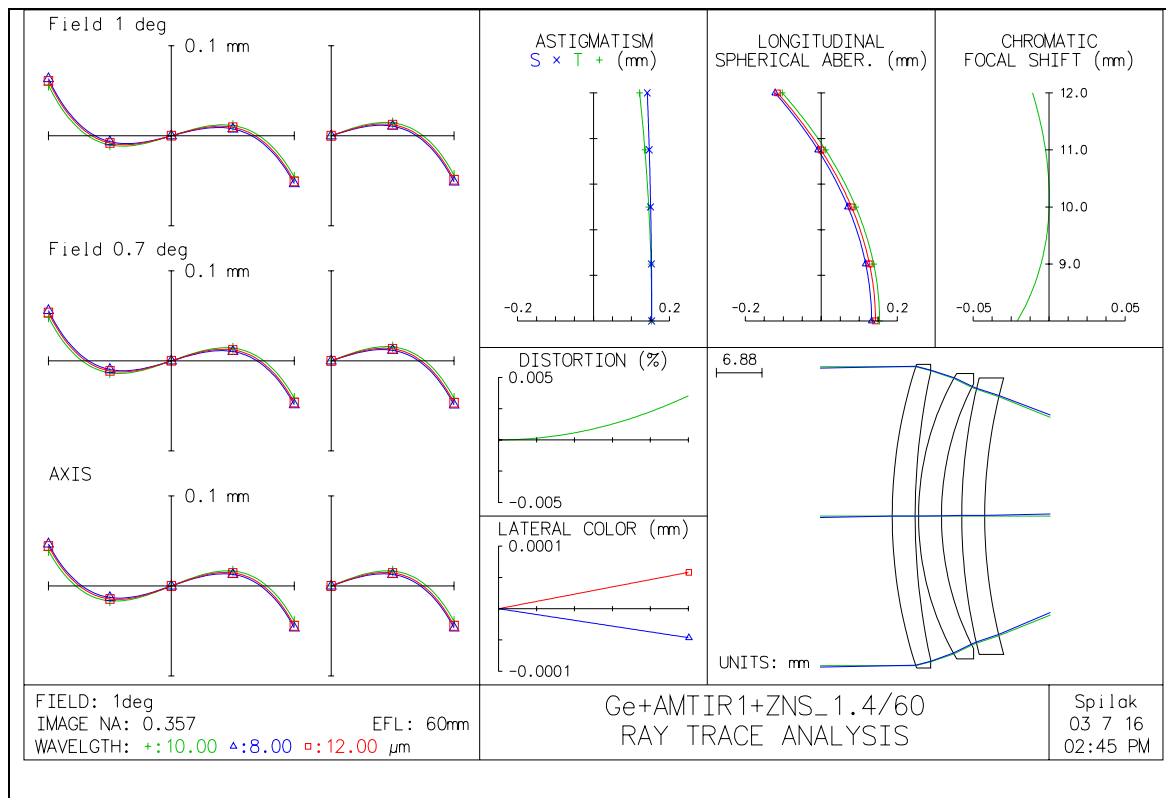 Field 1 deg
0.1 mm
Field 0.7 deg
0.1 mm
AXIS
0.1 mm
ASTIGMATISM
S × T + (mm)
-0.2
0.2
LONGITUDINAL
SPHERICAL ABER. (mm)
-0.2
0.2
CHROMATIC
FOCAL SHIFT (mm)
12.0
11.0
10.0
9.0
-0.05
0.05
DISTORTION (%)
0.005
-0.005
LATERAL COLOR (mm)
0.0001
-0.0001
6.88
UNITS: mm
FIELD: 1deg
IMAGE NA: 0.357 EFL: 60mm
WAVELGTH: +:10.00 △:8.00 □:12.00 µm
Ge+AMTIR1+ZNS_1.4/60
RAY TRACE ANALYSIS
Spilak
03 7 16
02:45 PM